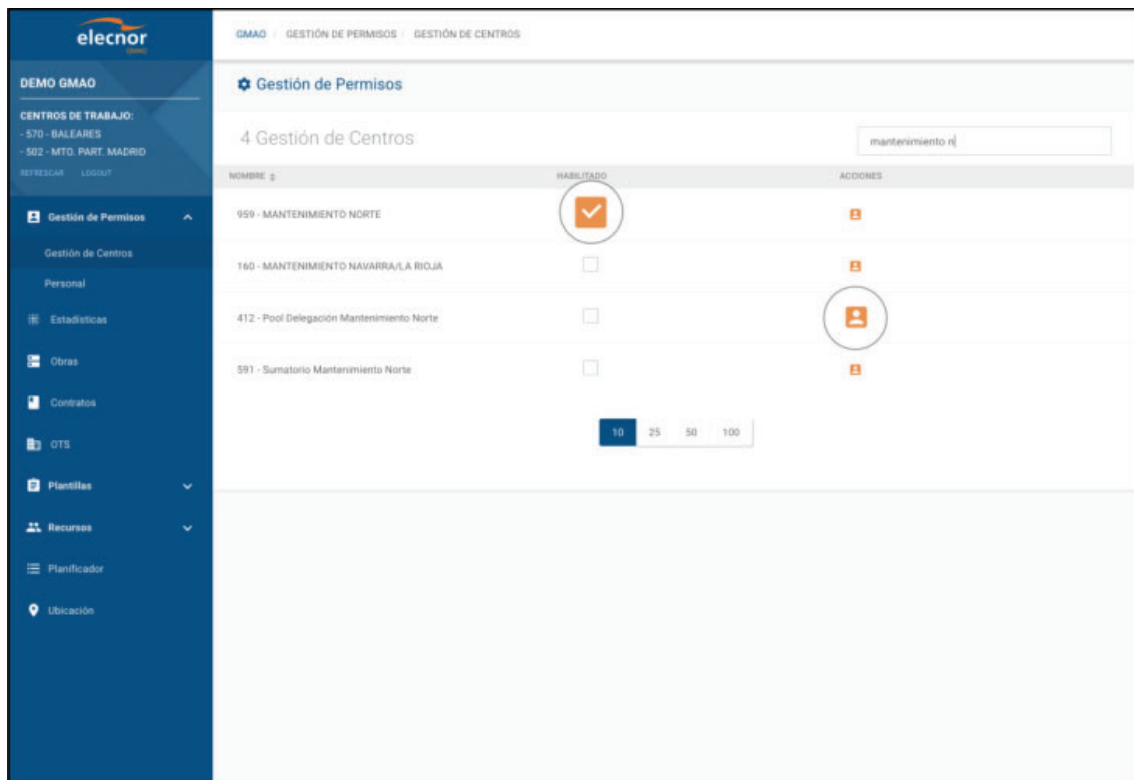 elecnor
GMAO
DEMO GMAO
CENTROS DE TRABAJO:
- 570 - BALEARES
- 502 - MTO. PART. MADRID
REFRESCAR LOGOUT
Gestión de Permisos
Gestión de Centros
Personal
Estadísticas
Obras
Contratos
OTS
Plantillas
Recursos
Planificador
Ubicación
GMAO / GESTIÓN DE PERMISOS / GESTIÓN DE CENTROS
Gestión de Permisos
4 Gestión de Centros
mantenimiento n
NOMBRE HABILITADO ACCIONES
959 - MANTENIMIENTO NORTE
160 - MANTENIMIENTO NAVARRA/LA RIOJA
412 - Pool Delegación Mantenimiento Norte
591 - Sumatorio Mantenimiento Norte
10 25 50 100